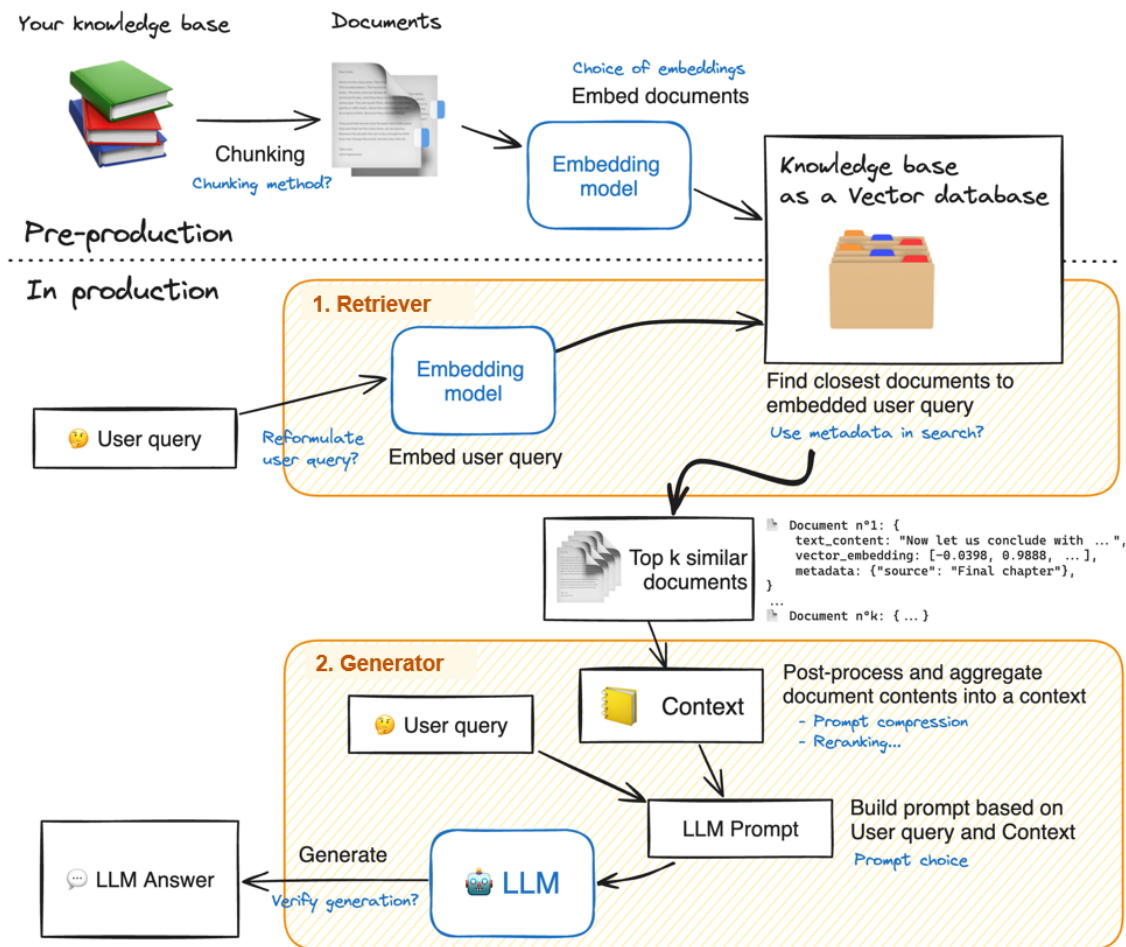 Your knowledge base
Documents
Choice of embeddings
Embed documents
Chunking
Chunking method?
Embedding
model
Knowledge base
as a Vector database
Pre-production
In production
1. Retriever
Embedding
model
🤔 User query
Reformulate
user query?
Embed user query
Find closest documents to
embedded user query
Use metadata in search?
Top k similar
documents
Document n°1: {
text_content: "Now let us conclude with ...",
vector_embedding: [-0.0398, 0.9888, ...],
metadata: {"source": "Final chapter"},
}
...
Document n°k: {...}
2. Generator
🤔 User query
Context
Post-process and aggregate
document contents into a context
- Prompt compression
- Reranking...
LLM Prompt
Build prompt based on
User query and Context
Prompt choice
LLM
Generate
Verify generation?
LLM Answer